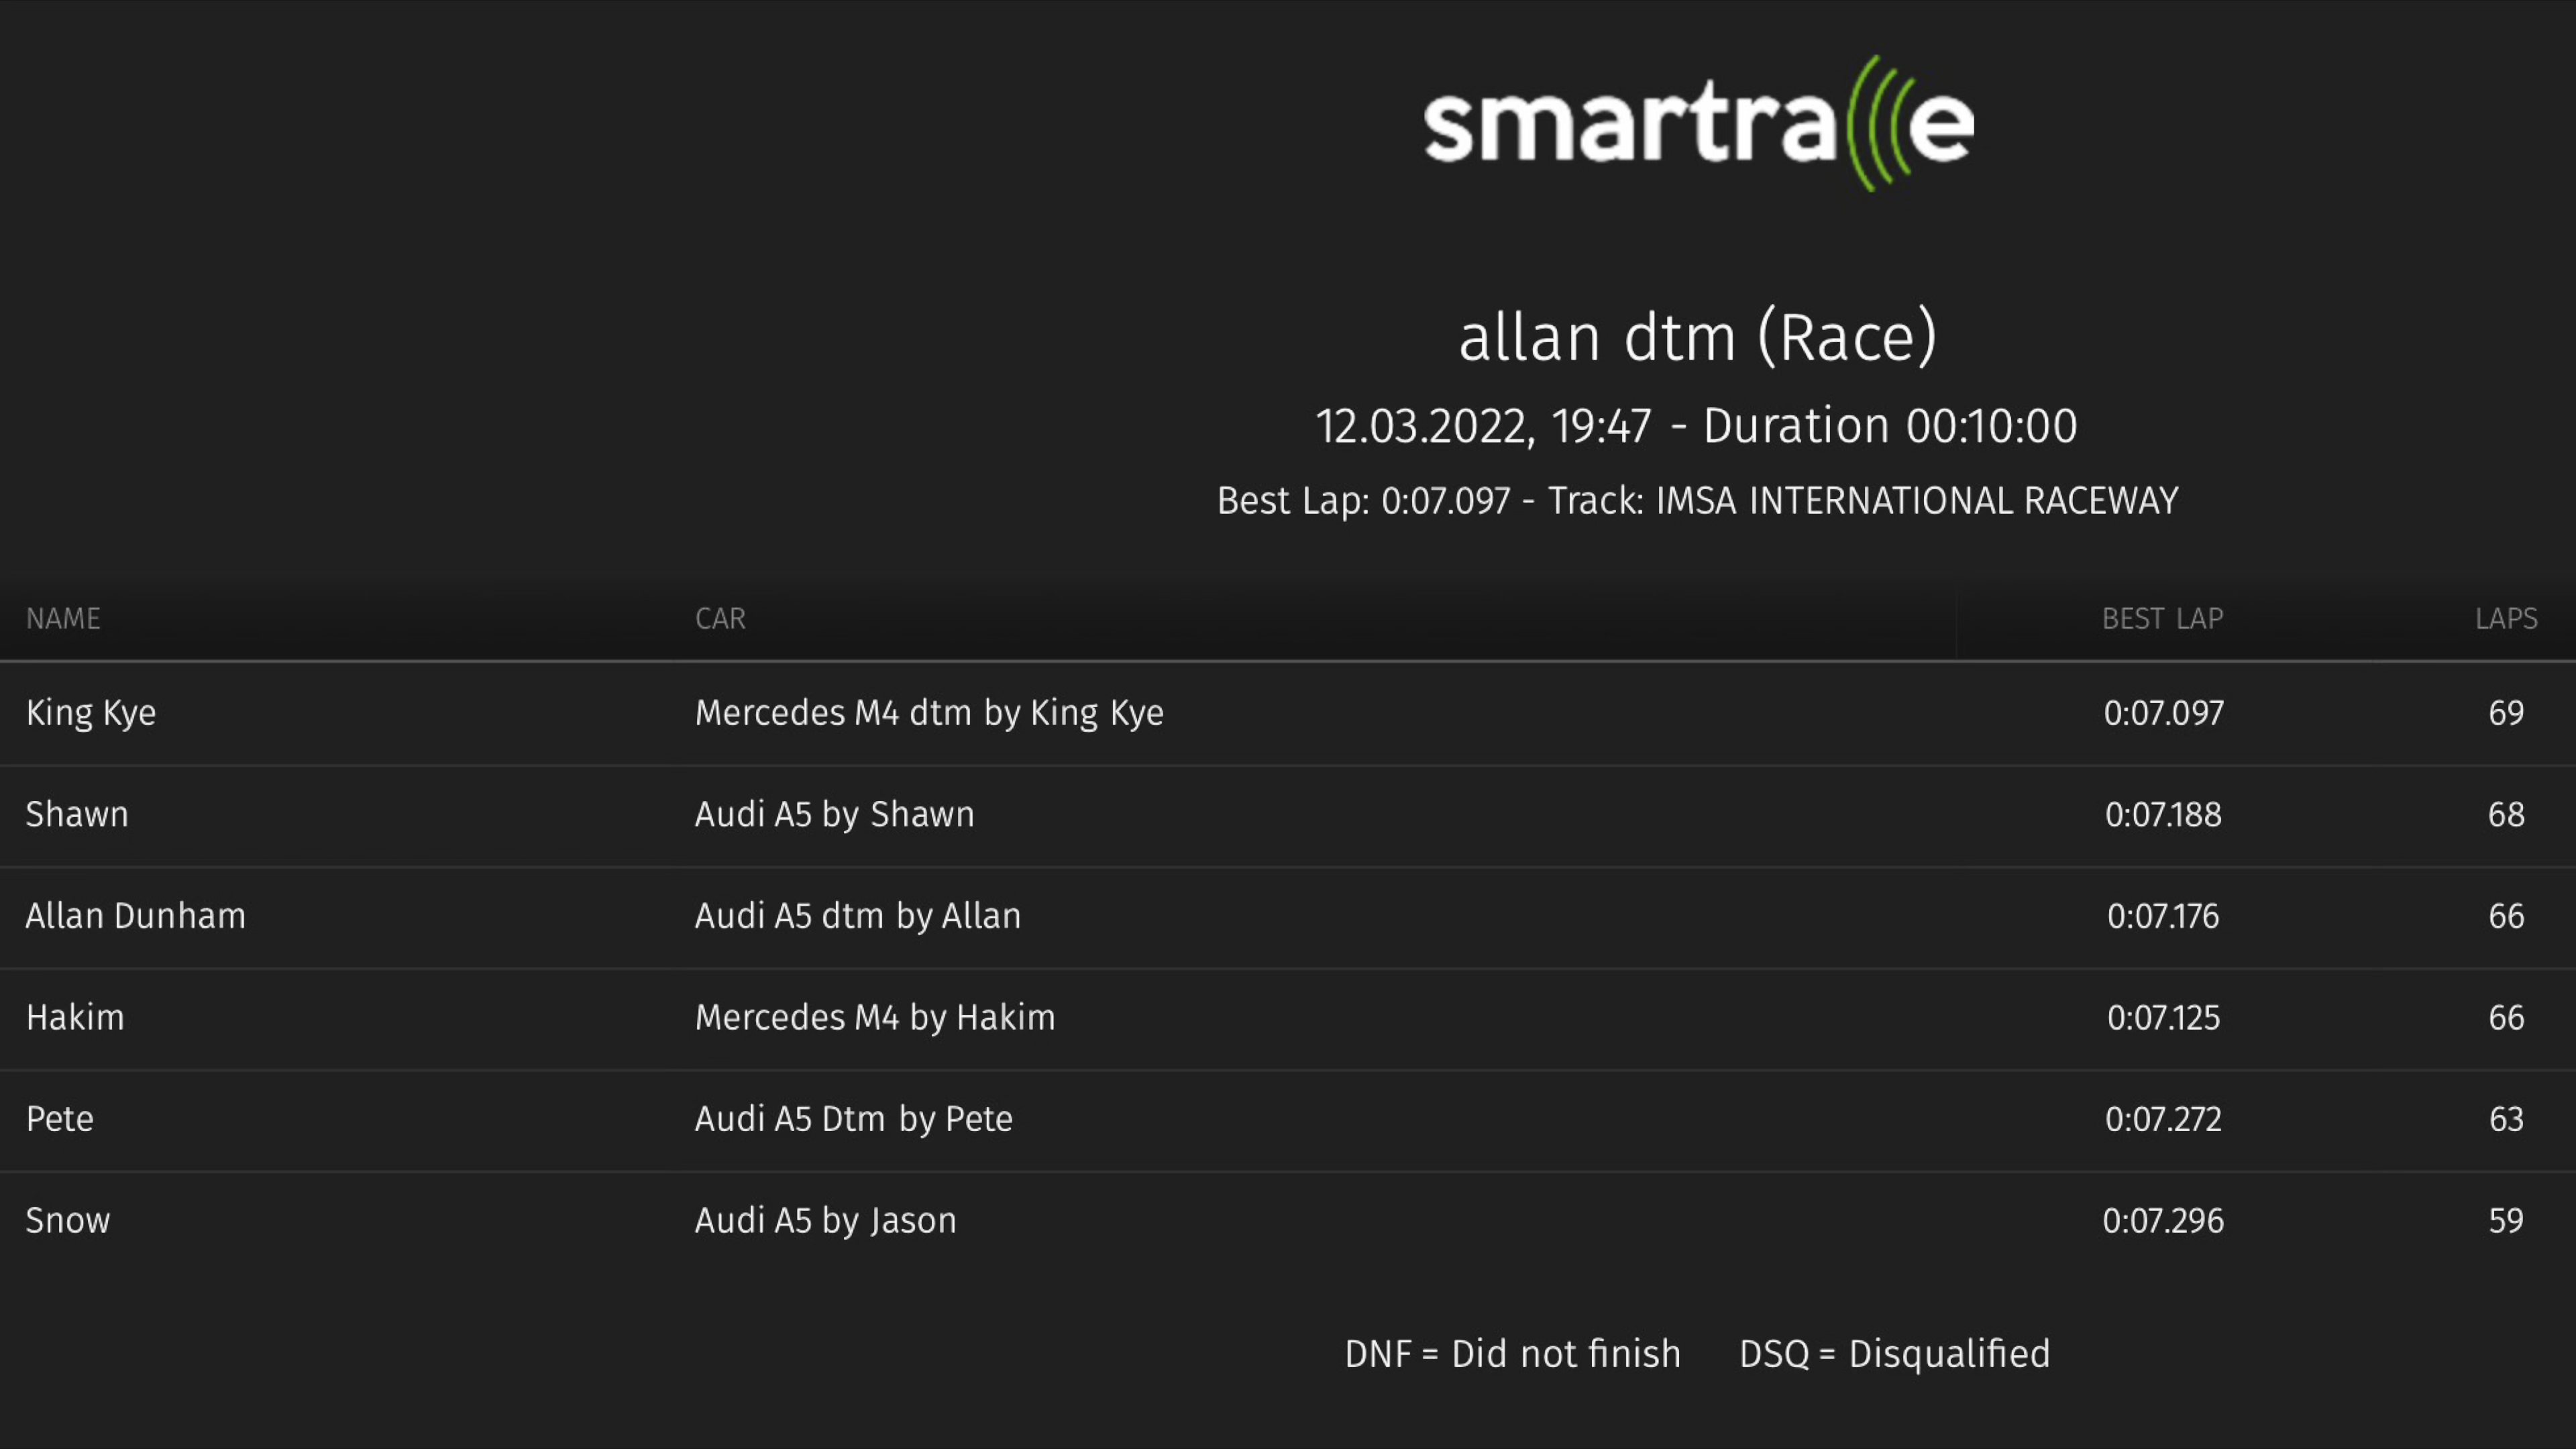 smartrace
allan dtm (Race)
12.03.2022, 19:47 - Duration 00:10:00
Best Lap: 0:07.097 - Track: IMSA INTERNATIONAL RACEWAY
NAME CAR BEST LAP LAPS
King Kye Mercedes M4 dtm by King Kye 0:07.097 69
Shawn Audi A5 by Shawn 0:07.188 68
Allan Dunham Audi A5 dtm by Allan 0:07.176 66
Hakim Mercedes M4 by Hakim 0:07.125 66
Pete Audi A5 Dtm by Pete 0:07.272 63
Snow Audi A5 by Jason 0:07.296 59
DNF = Did not finish DSQ = Disqualified